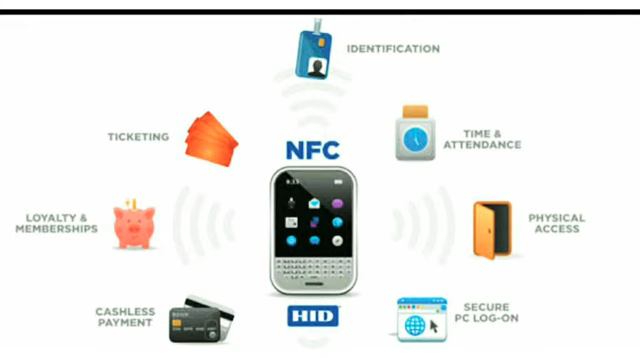 IDENTIFICATION
TICKETING
TIME &
ATTENDANCE
NFC
LOYALTY &
MEMBERSHIPS
PHYSICAL
ACCESS
CASHLESS
PAYMENT
HID
SECURE
PC LOG-ON